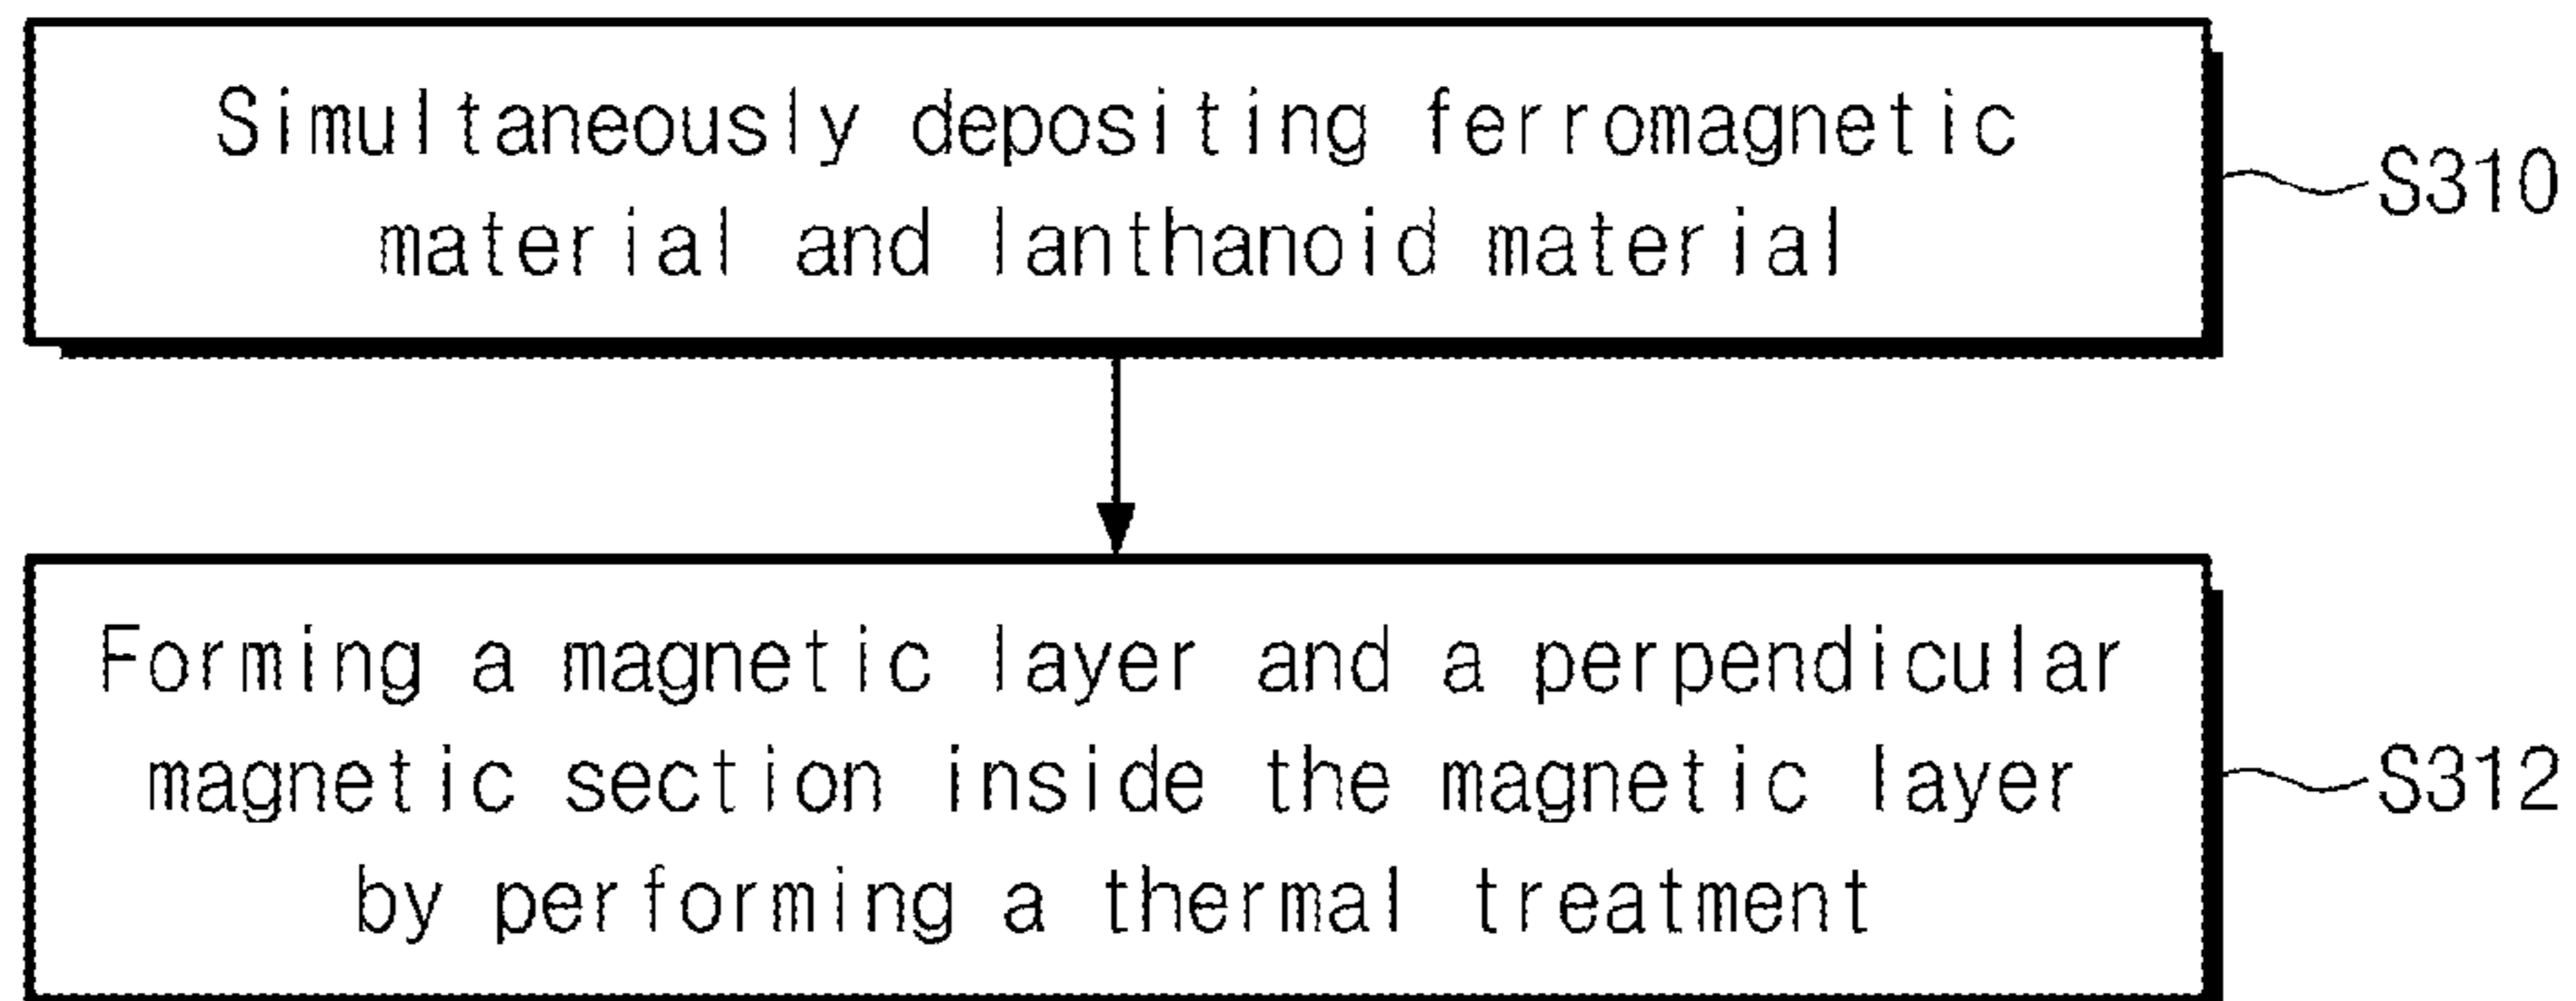 Simultaneously depositing ferromagnetic
material and lanthanoid material
S310
Forming a magnetic layer and a perpendicular
magnetic section inside the magnetic layer
by performing a thermal treatment
S312